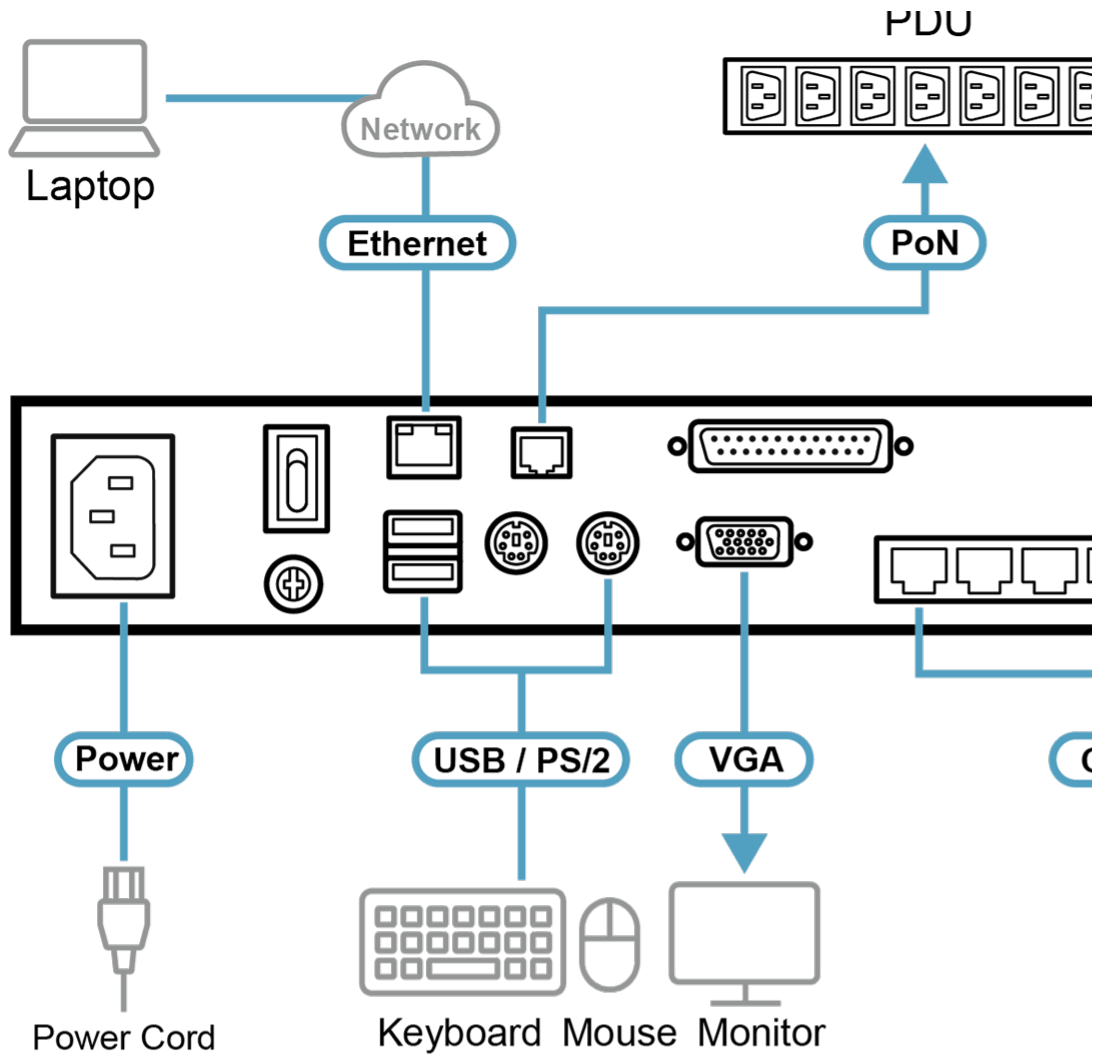 PDU
Network
Laptop
Ethernet
PoN
Power
USB / PS/2
VGA
Power Cord
Keyboard
Mouse
Monitor